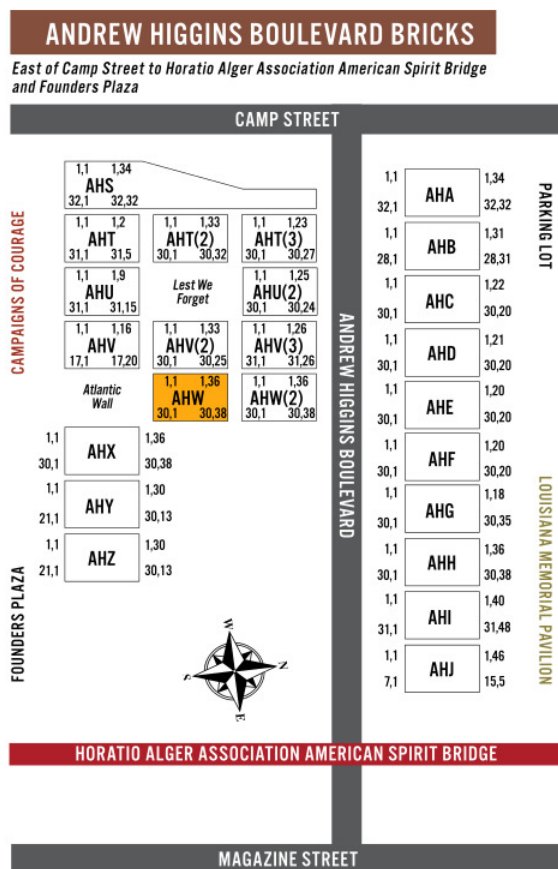 ANDREW HIGGINS BOULEVARD BRICKS
East of Camp Street to Horatio Alger Association American Spirit Bridge
and Founders Plaza
CAMP STREET
1,1 1,34
AHS
32,1 32,32
1,1 1,2
AHT
31,1 31,5
1,1 1,33
AHT(2)
30,1 30,32
1,1 1,23
AHT(3)
30,1 30,27
1,1 1,9
AHU
31,1 31,15
Lest We
Forget
1,1 1,25
AHU(2)
30,1 30,24
1,1 1,16
AHV
17,1 17,20
1,1 1,33
AHV(2)
30,1 30,25
1,1 1,26
AHV(3)
31,1 31,26
Atlantic
Wall
1,1 1,36
AHW
30,1 30,38
1,1 1,36
AHW(2)
30,1 30,38
1,1 1,36
AHX
30,1 30,38
1,1 1,30
AHY
21,1 30,13
1,1 1,30
AHZ
21,1 30,13
CAMPAIGNS OF COURAGE
FOUNDERS PLAZA
W
N
S
E
ANDREW HIGGINS BOULEVARD
1,1 1,34
AHA
32,1 32,32
1,1 1,31
AHB
28,1 28,31
1,1 1,22
AHC
30,1 30,20
1,1 1,21
AHD
30,1 30,20
1,1 1,20
AHE
30,1 30,20
1,1 1,20
AHF
30,1 30,20
1,1 1,18
AHG
30,1 30,35
1,1 1,36
AHH
30,1 30,38
1,1 1,40
AHI
31,1 31,48
1,1 1,46
AHJ
7,1 15,5
PARKING LOT
LOUISIANA MEMORIAL PAVILION
HORATIO ALGER ASSOCIATION AMERICAN SPIRIT BRIDGE
MAGAZINE STREET